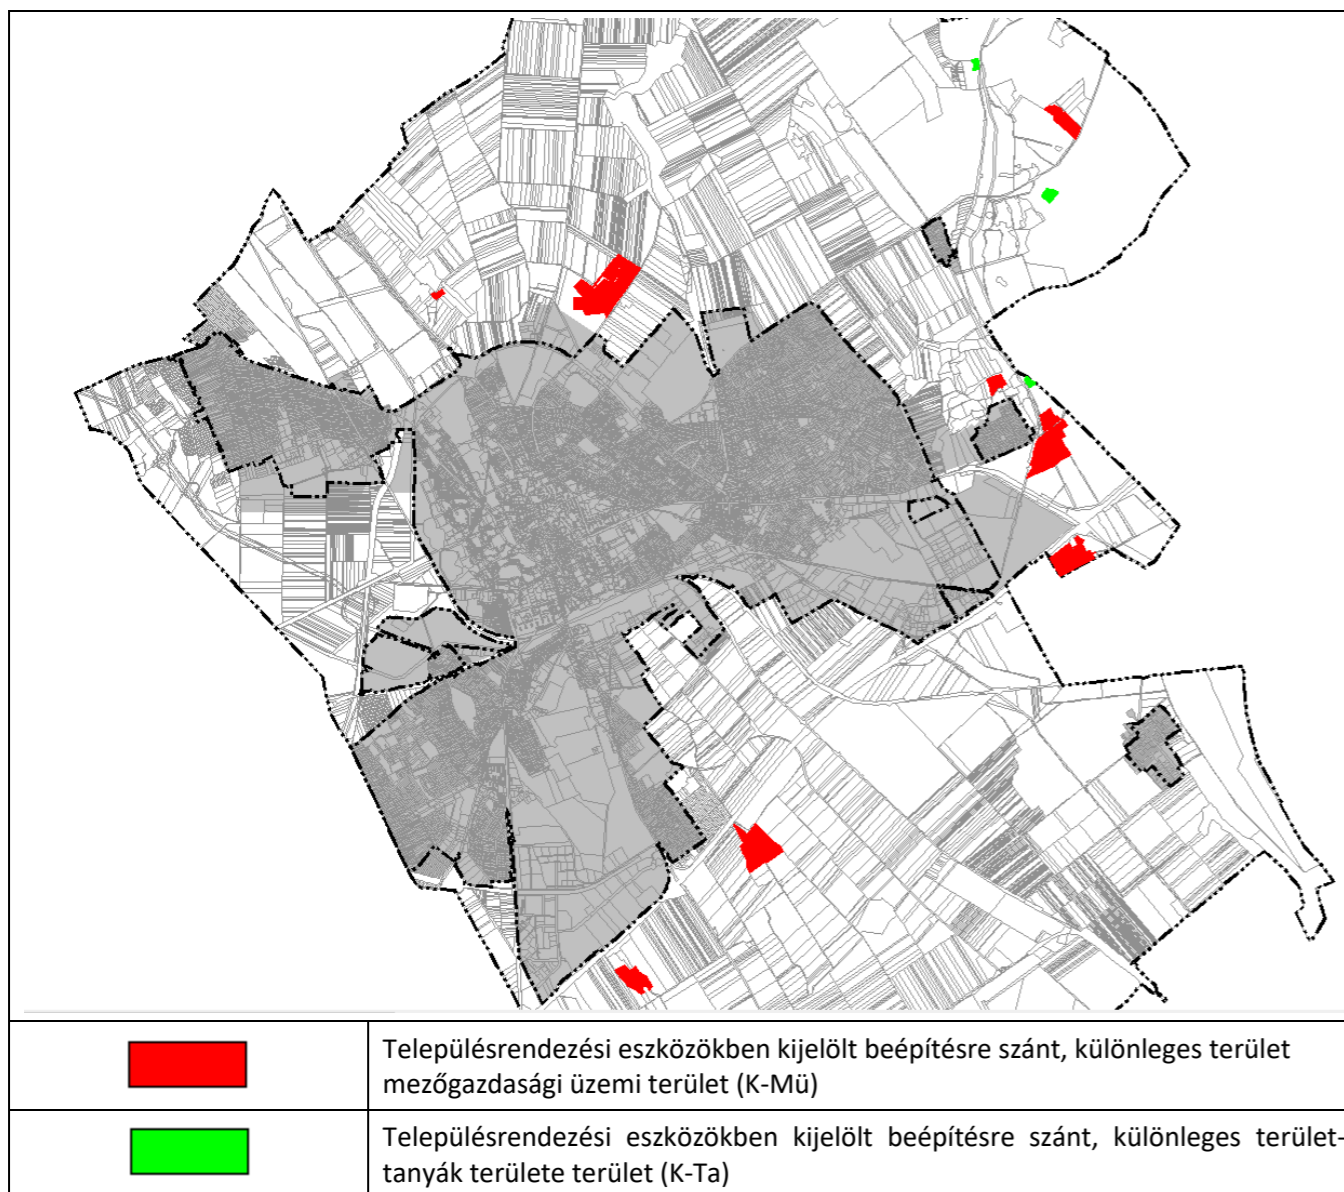 Településrendezési eszközökben kijelölt beépítésre szánt, különleges terület
mezőgazdasági üzemi terület (K-Mü)
Településrendezési eszközökben kijelölt beépítésre szánt, különleges terület-
tanyák területe terület (K-Ta)